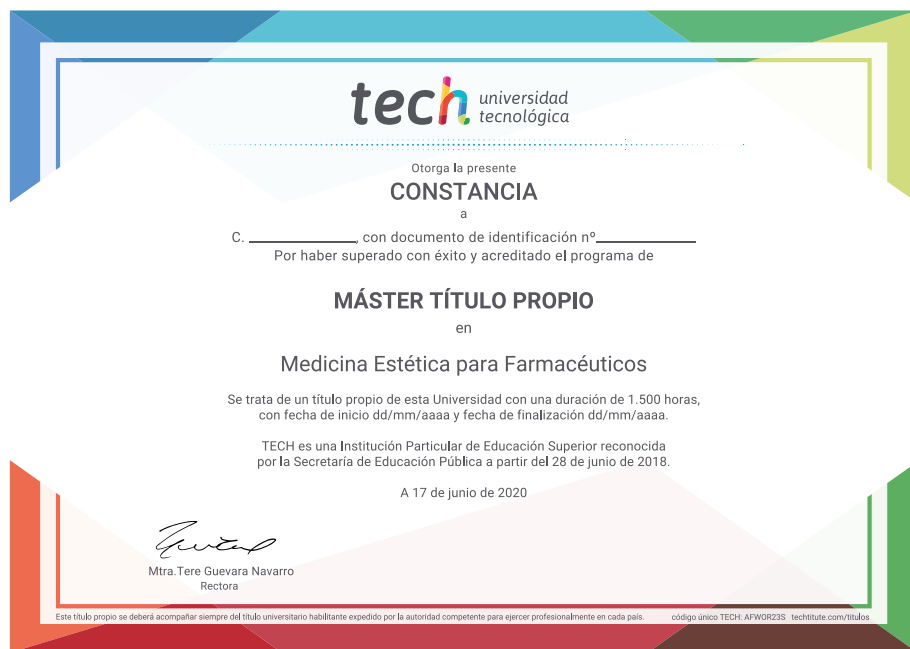 tech universidad
tecnológica
Otorga la presente
CONSTANCIA
a
C. ____________, con documento de identificación nº____________
Por haber superado con éxito y acreditado el programa de
MÁSTER TÍTULO PROPIO
en
Medicina Estética para Farmacéuticos
Se trata de un título propio de esta Universidad con una duración de 1.500 horas,
con fecha de inicio dd/mm/aaaa y fecha de finalización dd/mm/aaaa.
TECH es una Institución Particular de Educación Superior reconocida
por la Secretaría de Educación Pública a partir del 28 de junio de 2018.
A 17 de junio de 2020
Mtra.Tere Guevara Navarro
Rectora
Este título propio se deberá acompañar siempre del título universitario habilitante expedido por la autoridad competente para ejercer profesionalmente en cada país. código único TECH: AFWOR23S techtitute.com/titulos